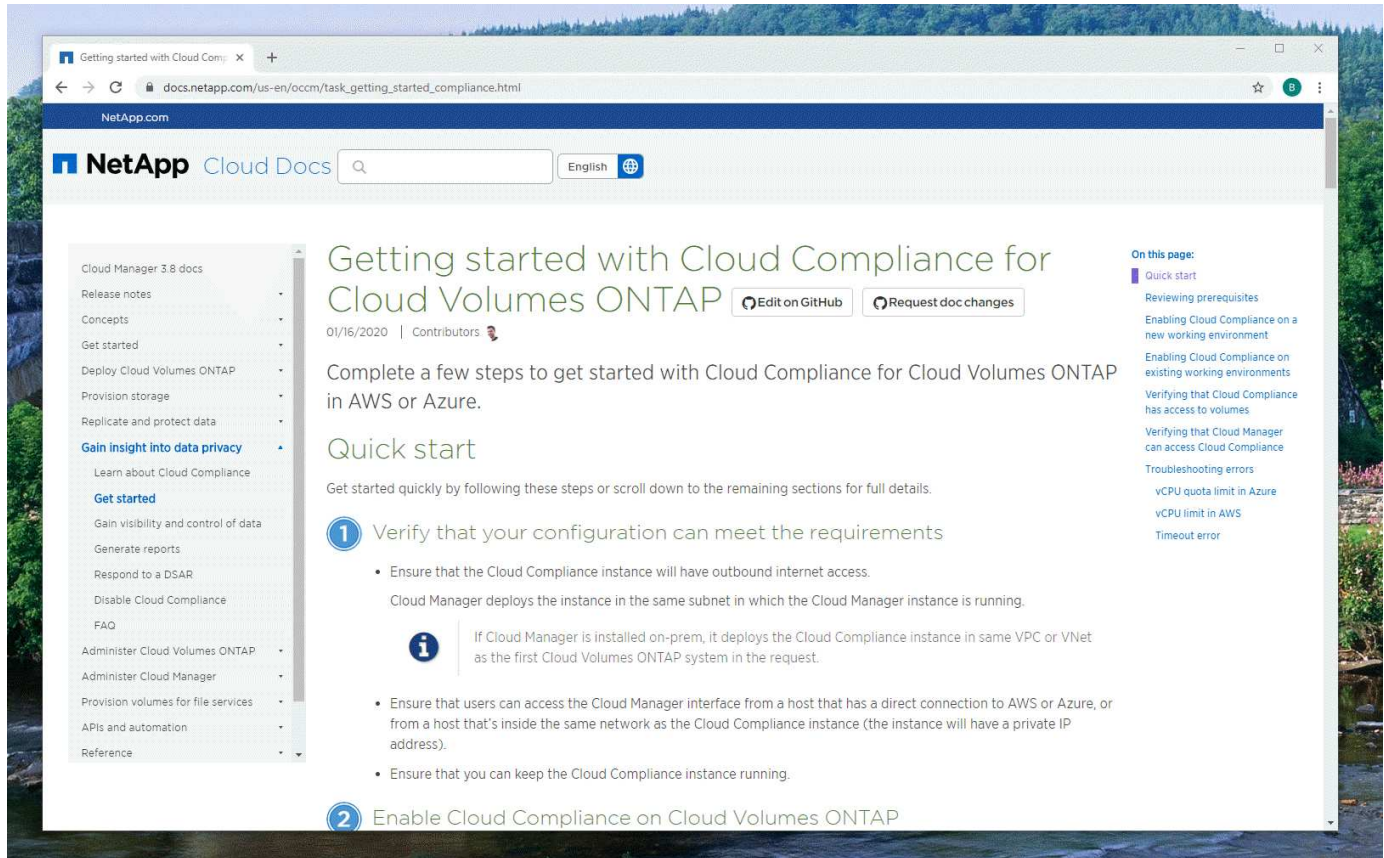 Getting started with Cloud Comp
docs.netapp.com/us-en/occm/task_getting_started_compliance.html
B
NetApp.com
NetApp Cloud Docs
English
Cloud Manager 3.8 docs
Release notes
Concepts
Get started
Deploy Cloud Volumes ONTAP
Provision storage
Replicate and protect data
Gain insight into data privacy
Learn about Cloud Compliance
Get started
Gain visibility and control of data
Generate reports
Respond to a DSAR
Disable Cloud Compliance
FAQ
Administer Cloud Volumes ONTAP
Administer Cloud Manager
Provision volumes for file services
APIs and automation
Reference
Getting started with Cloud Compliance for
Cloud Volumes ONTAP Edit on GitHub Request doc changes
01/16/2020 | Contributors
Complete a few steps to get started with Cloud Compliance for Cloud Volumes ONTAP
in AWS or Azure.
Quick start
Get started quickly by following these steps or scroll down to the remaining sections for full details.
1 Verify that your configuration can meet the requirements
• Ensure that the Cloud Compliance instance will have outbound internet access.
Cloud Manager deploys the instance in the same subnet in which the Cloud Manager instance is running.
If Cloud Manager is installed on-prem, it deploys the Cloud Compliance instance in same VPC or VNet
as the first Cloud Volumes ONTAP system in the request.
• Ensure that users can access the Cloud Manager interface from a host that has a direct connection to AWS or Azure, or
from a host that's inside the same network as the Cloud Compliance instance (the instance will have a private IP
address).
• Ensure that you can keep the Cloud Compliance instance running.
2 Enable Cloud Compliance on Cloud Volumes ONTAP
On this page:
Quick start
Reviewing prerequisites
Enabling Cloud Compliance on a
new working environment
Enabling Cloud Compliance on
existing working environments
Verifying that Cloud Compliance
has access to volumes
Verifying that Cloud Manager
can access Cloud Compliance
Troubleshooting errors
vCPU quota limit in Azure
vCPU limit in AWS
Timeout error